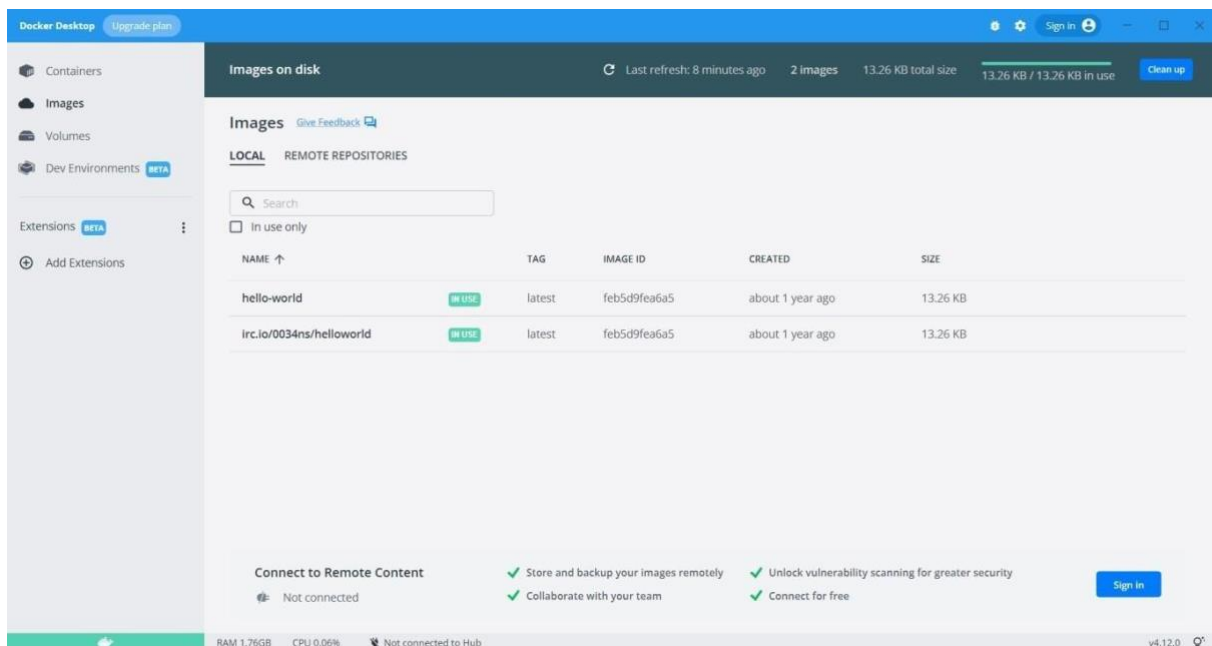 Docker Desktop Upgrade plan Sign in
Containers
Images
Volumes
Dev Environments BETA
Extensions BETA
Add Extensions
Images on disk Last refresh: 8 minutes ago 2 images 13.26 KB total size 13.26 KB / 13.26 KB in use Clean up
Images Give Feedback
LOCAL REMOTE REPOSITORIES
Search
In use only
NAME TAG IMAGE ID CREATED SIZE
hello-world IN USE latest feb5d9fea6a5 about 1 year ago 13.26 KB
irc.io/0034ns/helloworld IN USE latest feb5d9fea6a5 about 1 year ago 13.26 KB
Connect to Remote Content
Not connected
Store and backup your images remotely
Collaborate with your team
Unlock vulnerability scanning for greater security
Connect for free
Sign in
RAM 1.76GB CPU 0.06% Not connected to Hub v4.12.0